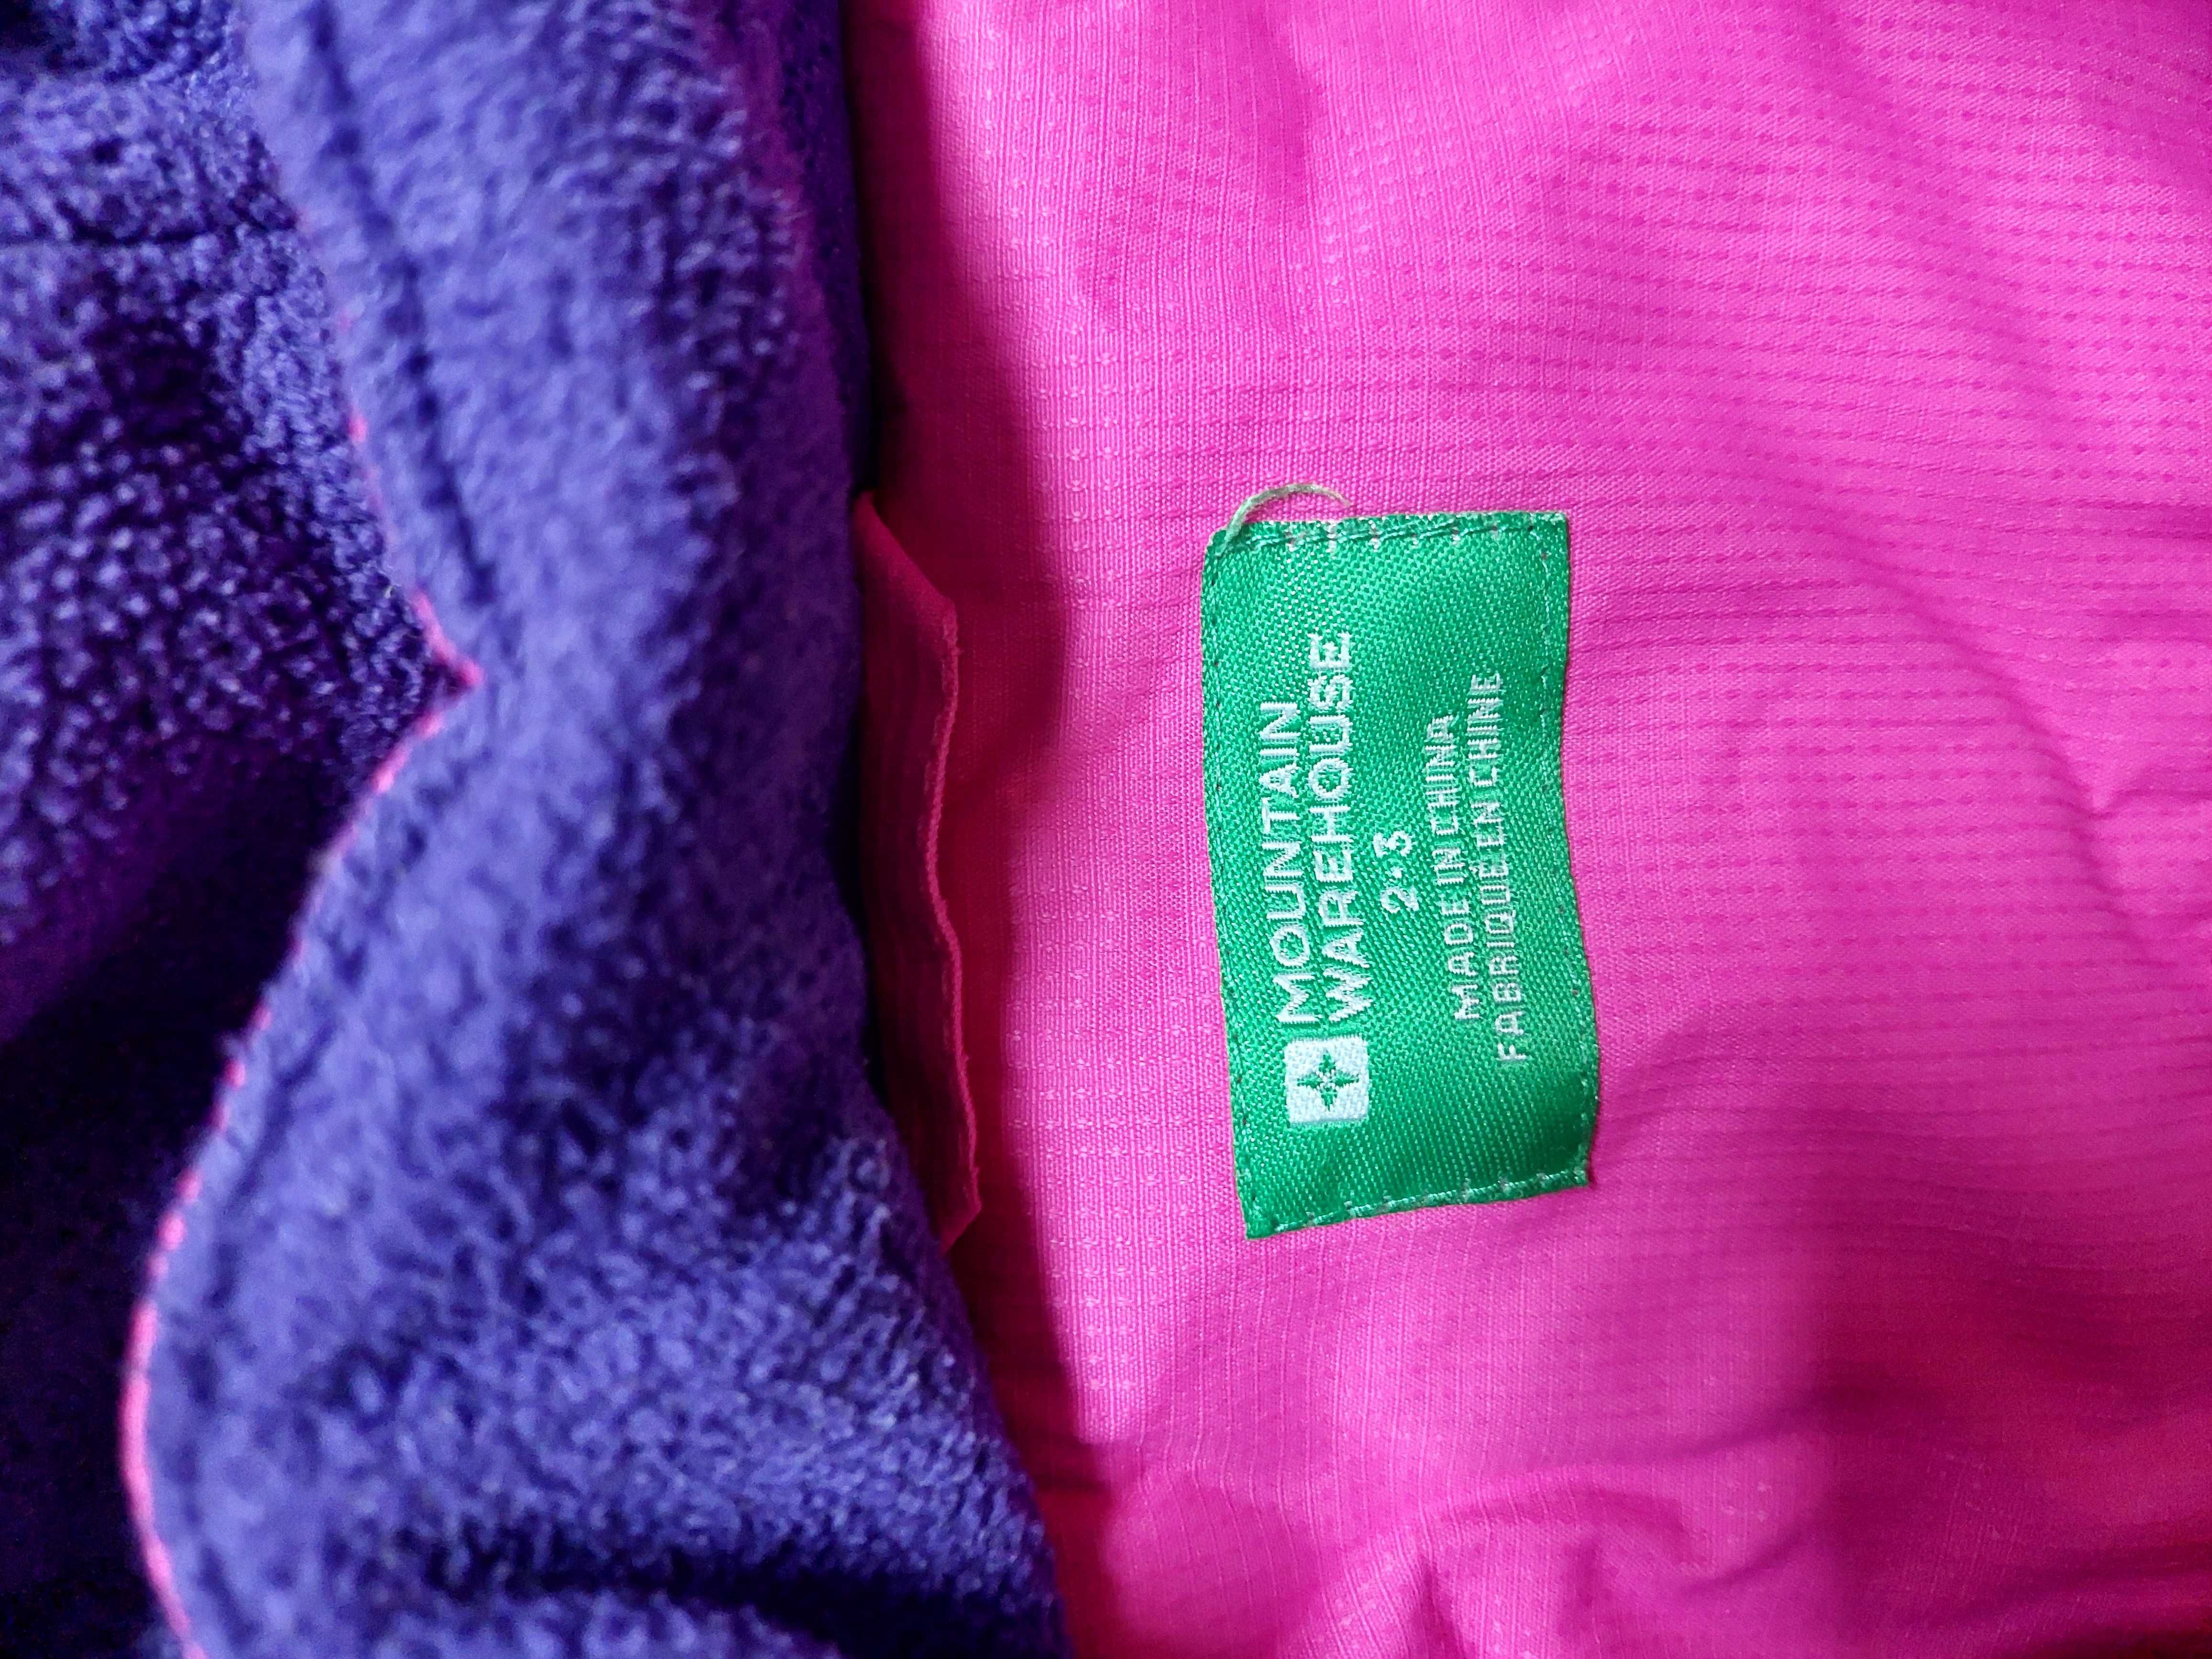 MOUNTAIN
WAREHOUSE
2-3
MADE IN CHINA
FABRIQUÉ EN CHINE